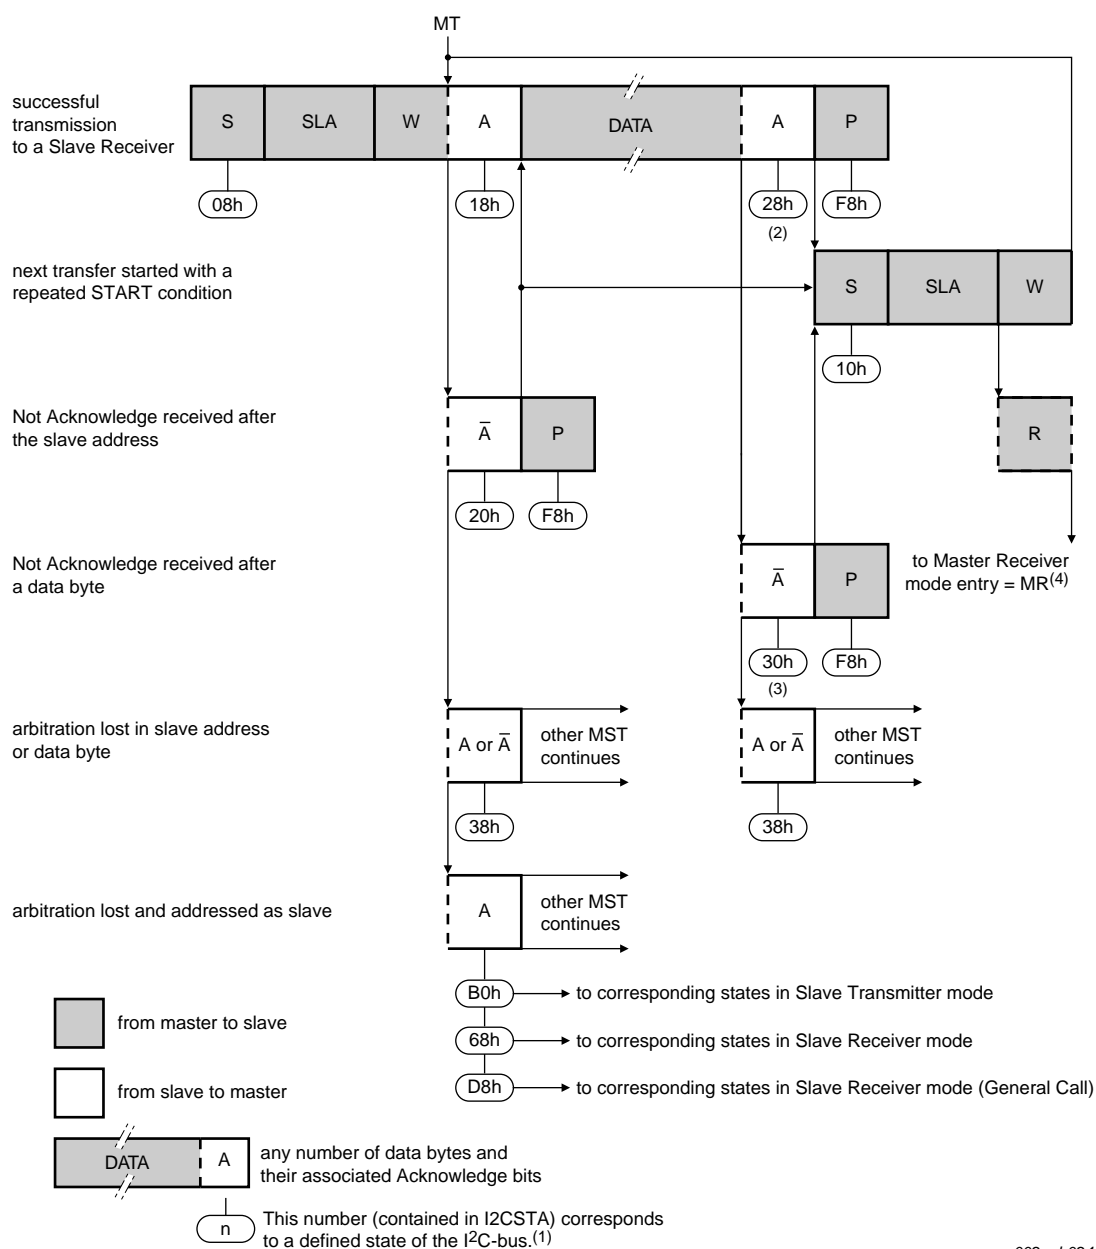 MT
successful
transmission
to a Slave Receiver
S SLA W A DATA A P
08h 18h 28h F8h
(2)
next transfer started with a
repeated START condition
S SLA W
10h
Not Acknowledge received after
the slave address
A̅ P R
20h F8h
Not Acknowledge received after
a data byte
A̅ P
to Master Receiver
mode entry = MR(4)
30h F8h
(3)
arbitration lost in slave address
or data byte
A or A̅ other MST
continues
A or A̅ other MST
continues
38h 38h
arbitration lost and addressed as slave
A other MST
continues
B0h to corresponding states in Slave Transmitter mode
from master to slave
68h to corresponding states in Slave Receiver mode
from slave to master
D8h to corresponding states in Slave Receiver mode (General Call)
DATA A any number of data bytes and
their associated Acknowledge bits
n This number (contained in I2CSTA) corresponds
to a defined state of the I2C-bus.(1)